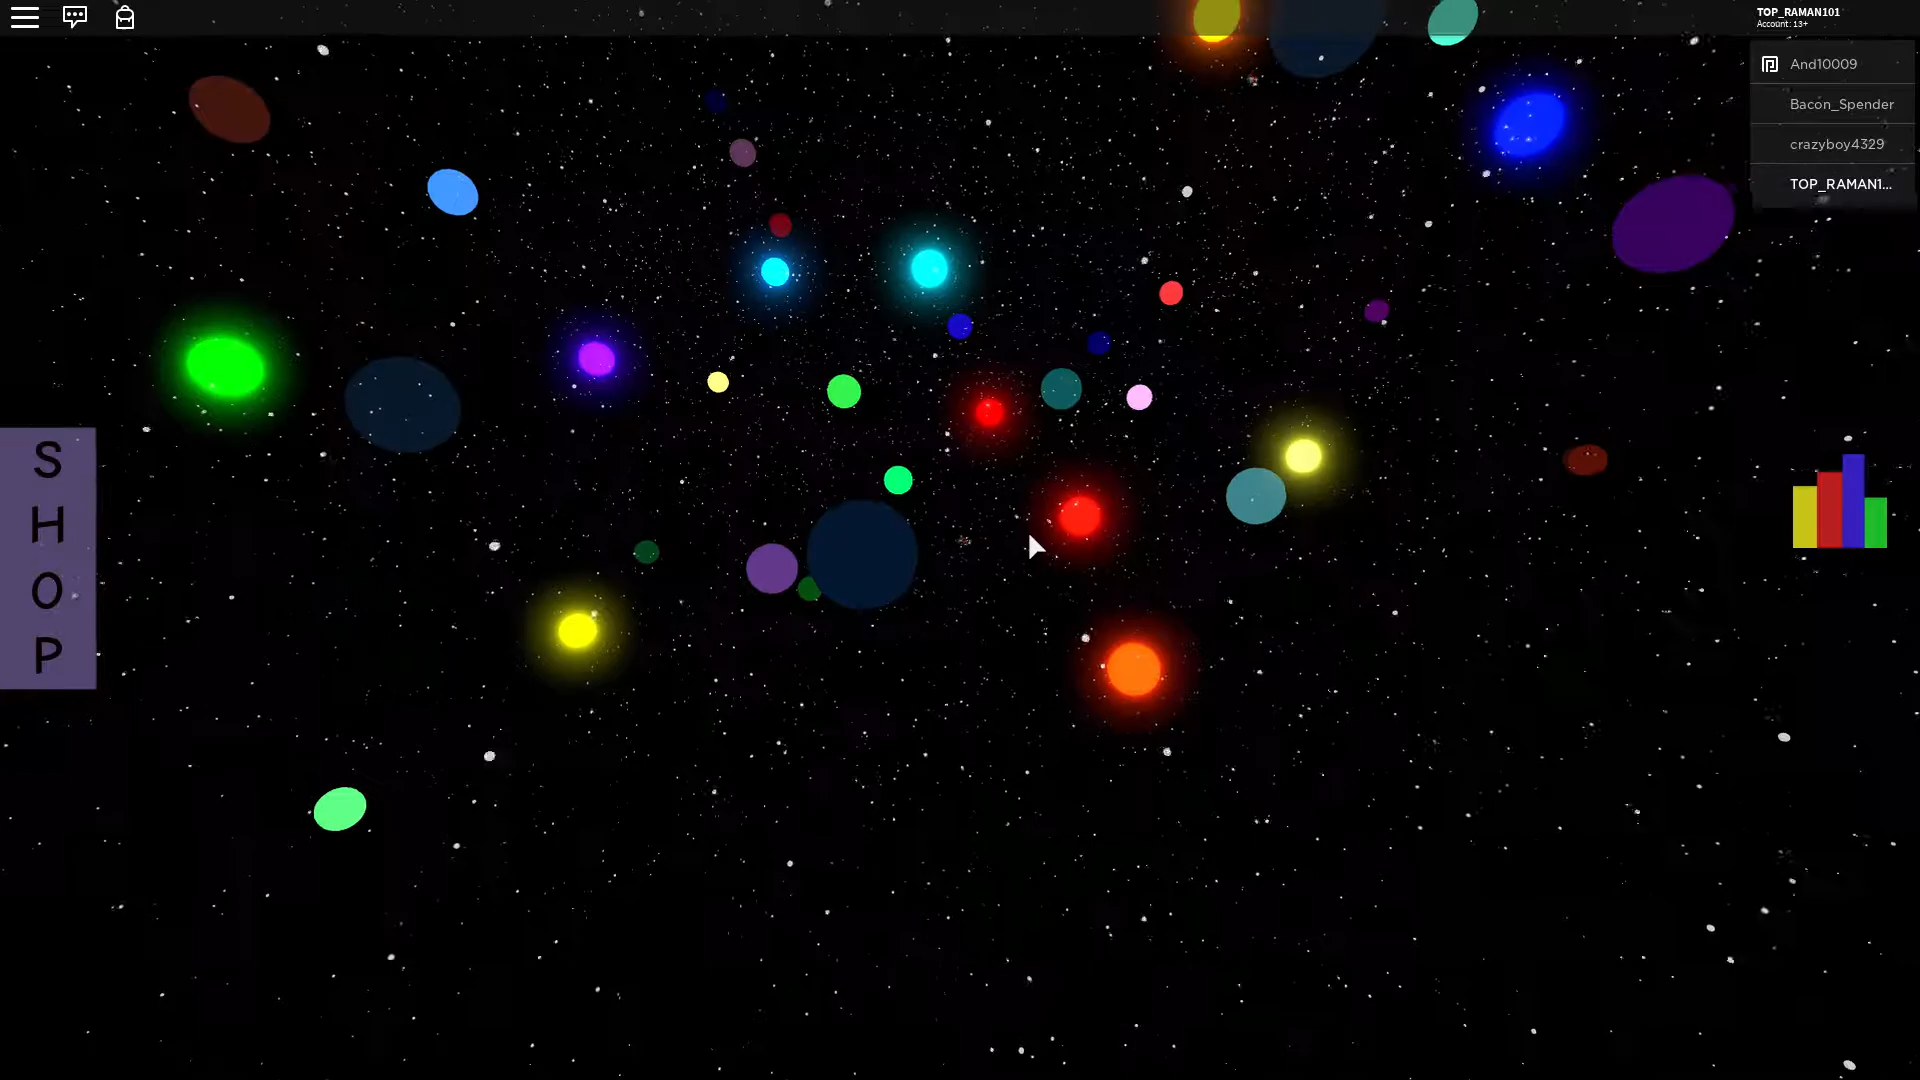 TOP_RAMAN101
Account: 13+
And10009
Bacon_Spender
crazyboy4329
TOP_RAMAN1...
S
H
O
P